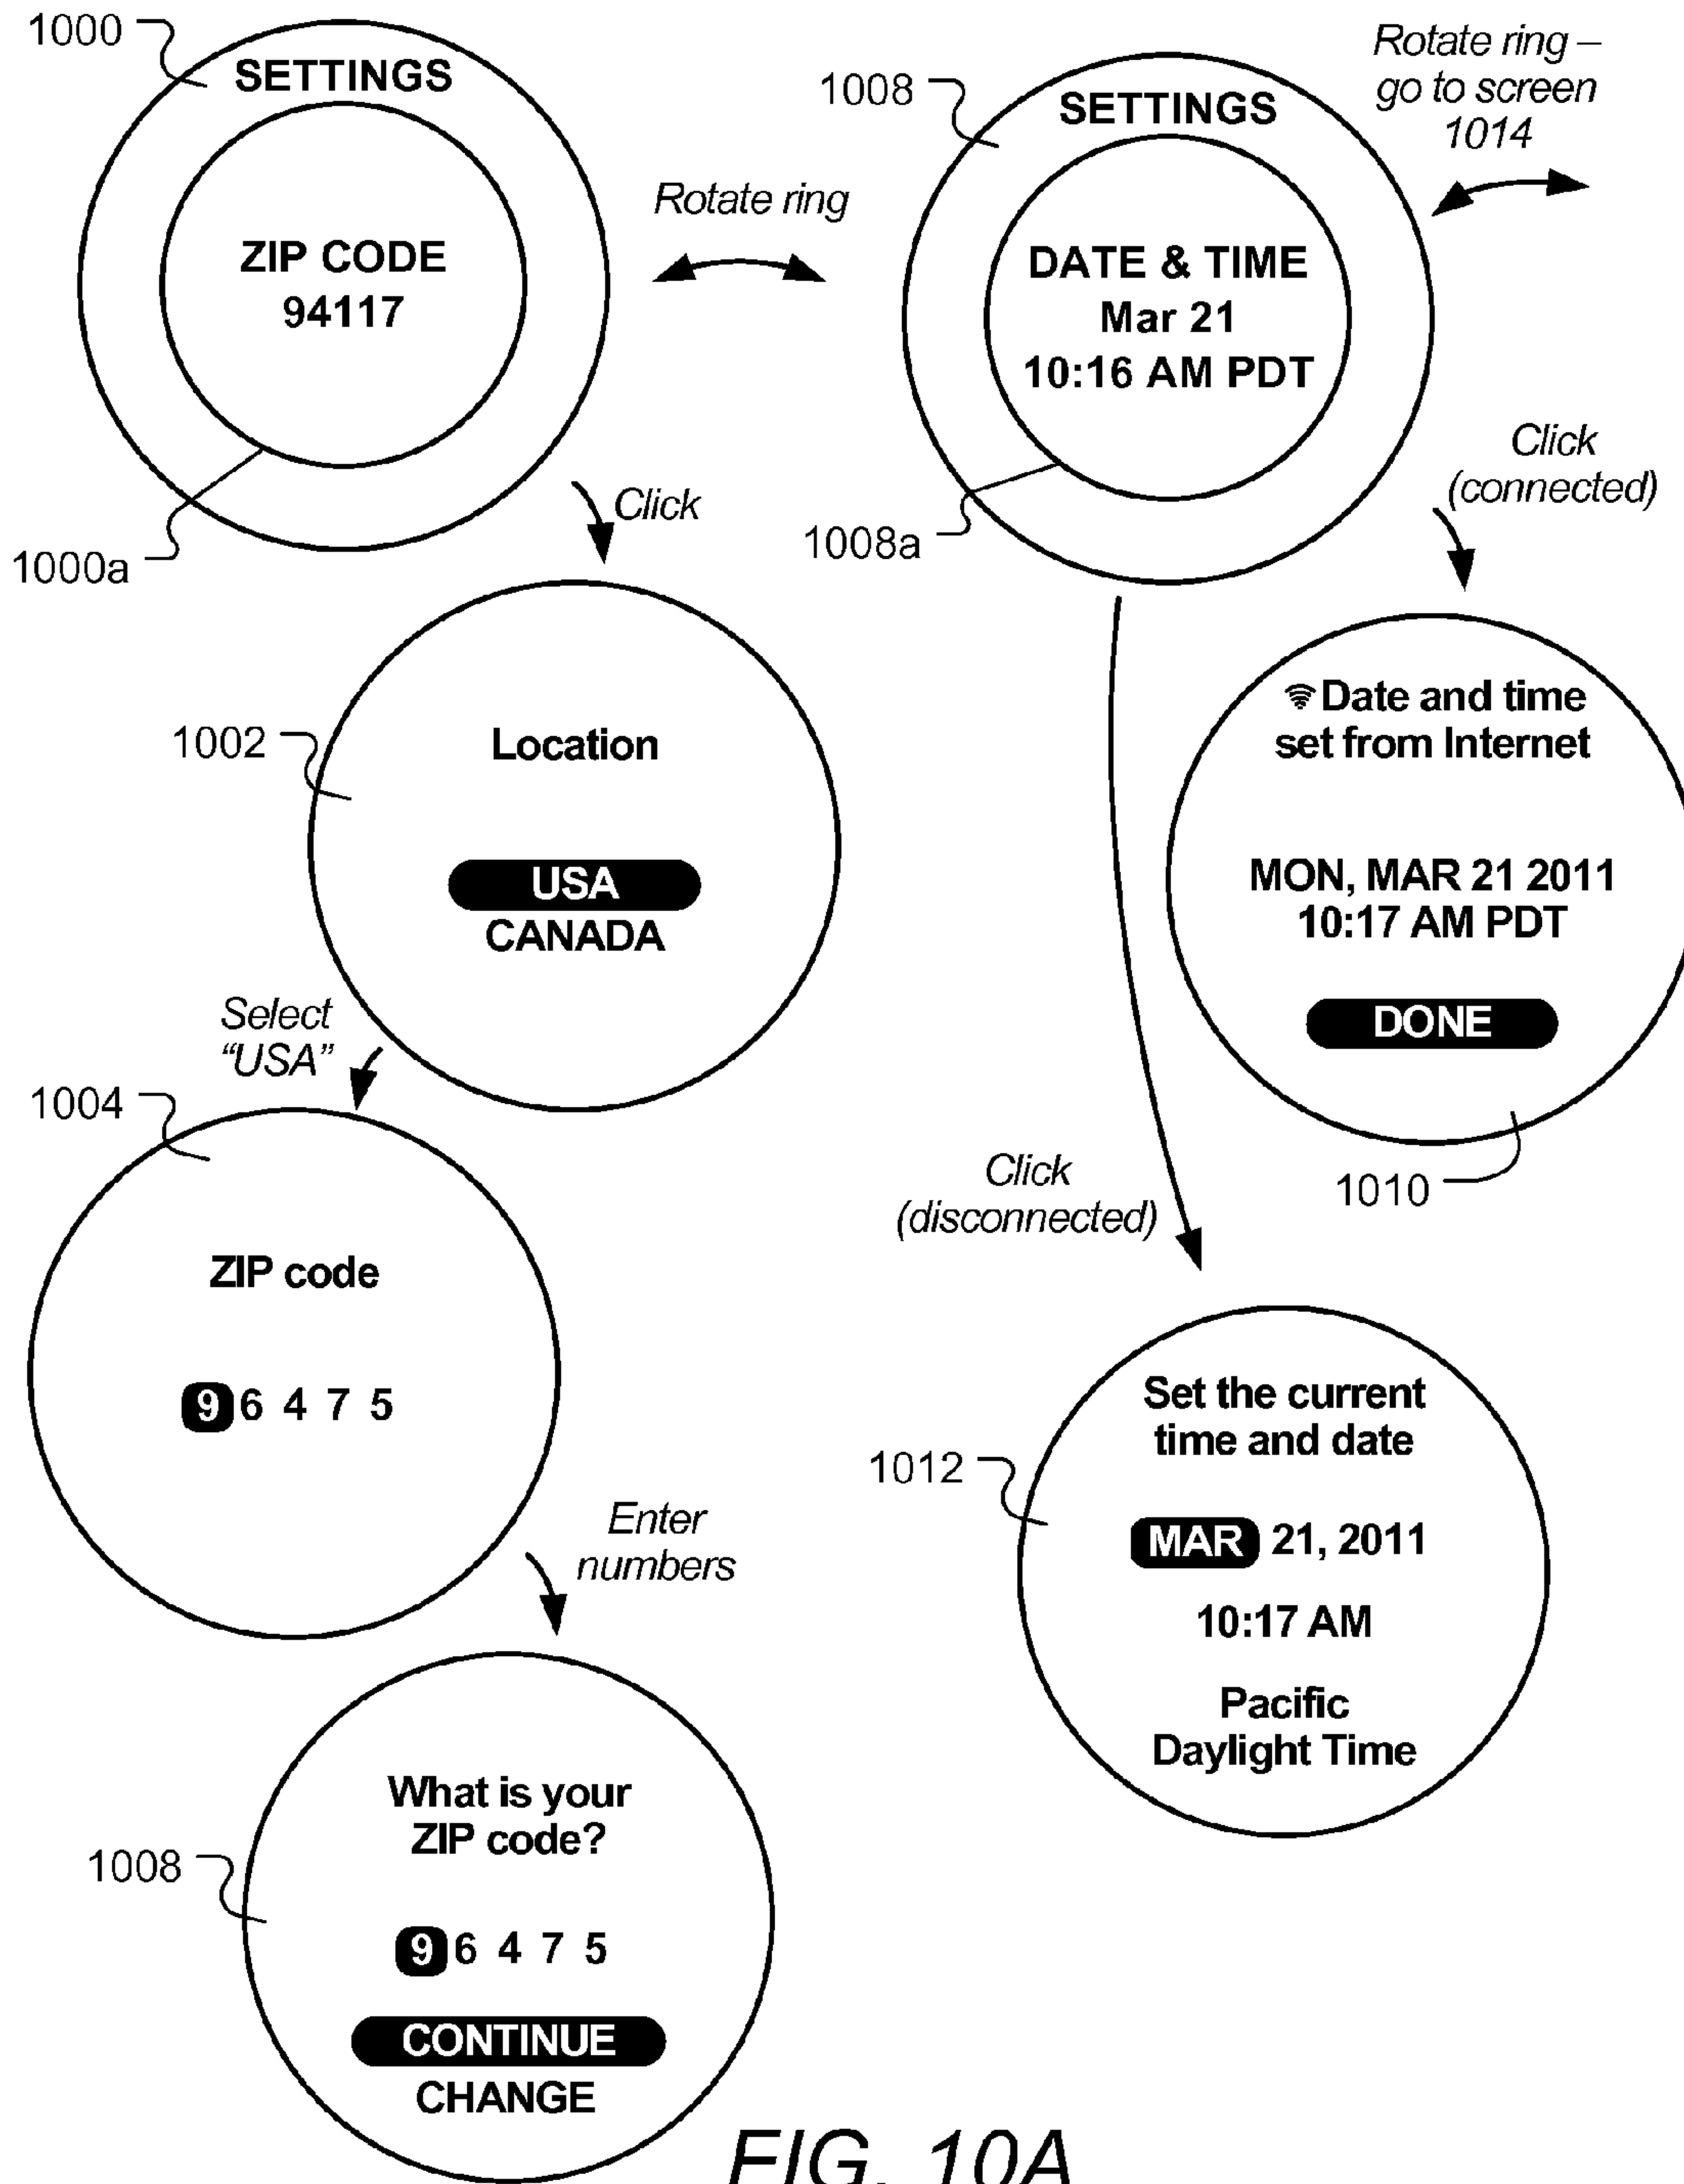 1000
SETTINGS
ZIP CODE
94117
1000a
Rotate ring
1008
SETTINGS
DATE & TIME
Mar 21
10:16 AM PDT
1008a
Rotate ring –
go to screen
1014
Click
Click
(connected)
1002
Location
USA
CANADA
Date and time
set from Internet
MON, MAR 21 2011
10:17 AM PDT
DONE
1010
Select
“USA”
1004
ZIP code
9 6 4 7 5
Click
(disconnected)
Enter
numbers
1012
Set the current
time and date
MAR 21, 2011
10:17 AM
Pacific
Daylight Time
1008
What is your
ZIP code?
9 6 4 7 5
CONTINUE
CHANGE
FIG. 10A